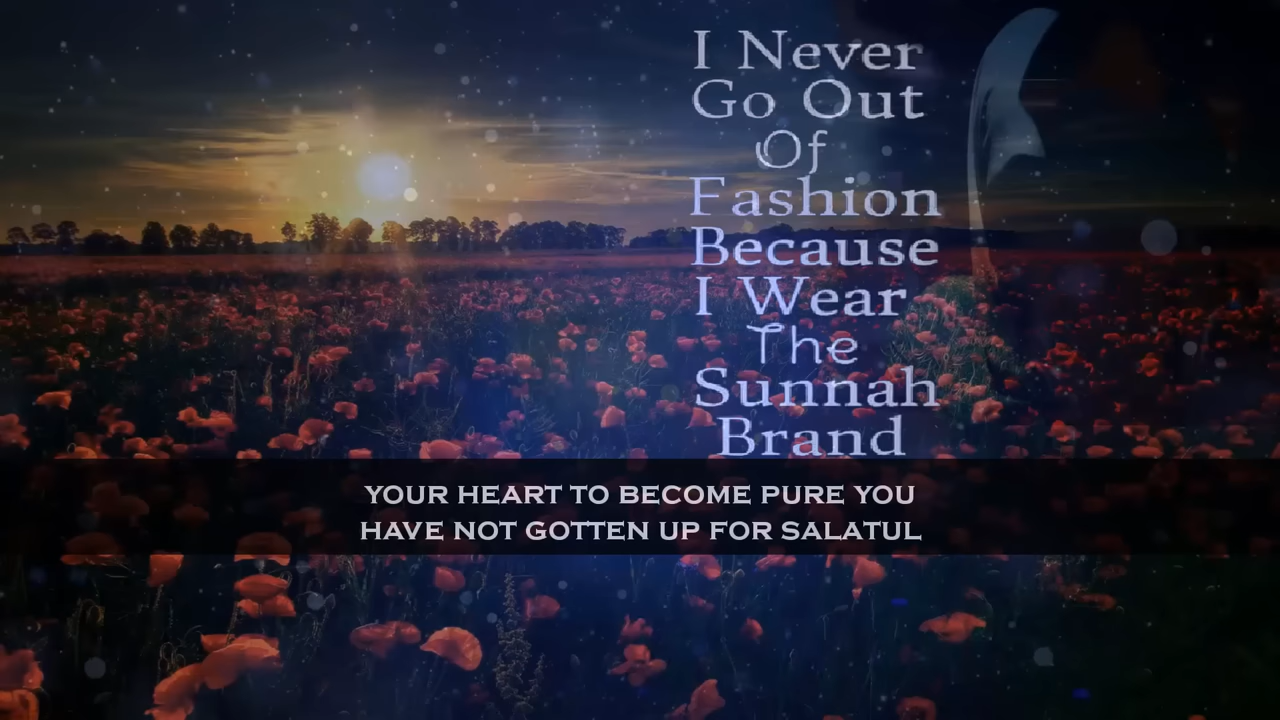 I Never
Go Out
Of
Fashion
Because
I Wear
The
Sunnah
Brand
YOUR HEART TO BECOME PURE YOU
HAVE NOT GOTTEN UP FOR SALATUL